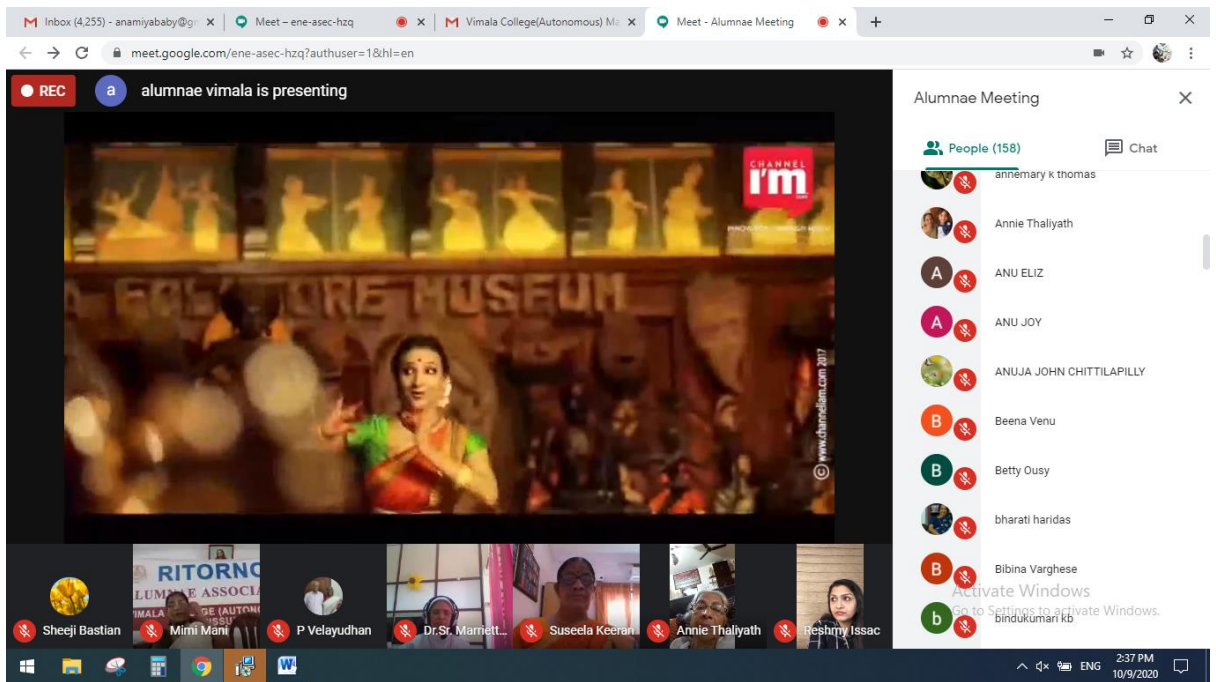 Inbox (4,255) - anamiyababy@gm
Meet – ene-asec-hzq
Vimala College(Autonomous) Ma
Meet - Alumnae Meeting
meet.google.com/ene-asec-hzq?authuser=1&hl=en
REC
a
alumnae vimala is presenting
CHANNEL
I'm
FOLKLORE MUSEUM
© www.channeliam.com 2017
RITORNO
ALUMNAE ASSOCIA
VIMALA COLLEGE (AUTONO
Sheeji Bastian
Mimi Mani
P Velayudhan
Dr.Sr. Marriett...
Suseela Keeran
Annie Thaliyath
Reshmy Issac
Alumnae Meeting
People (158)
Chat
annemary k thomas
Annie Thaliyath
A
ANU ELIZ
A
ANU JOY
ANUJA JOHN CHITTILAPILLY
B
Beena Venu
B
Betty Ousy
bharati haridas
B
Bibina Varghese
b
bindukumari kb
Activate Windows
Go to Settings to activate Windows.
ENG
2:37 PM
10/9/2020